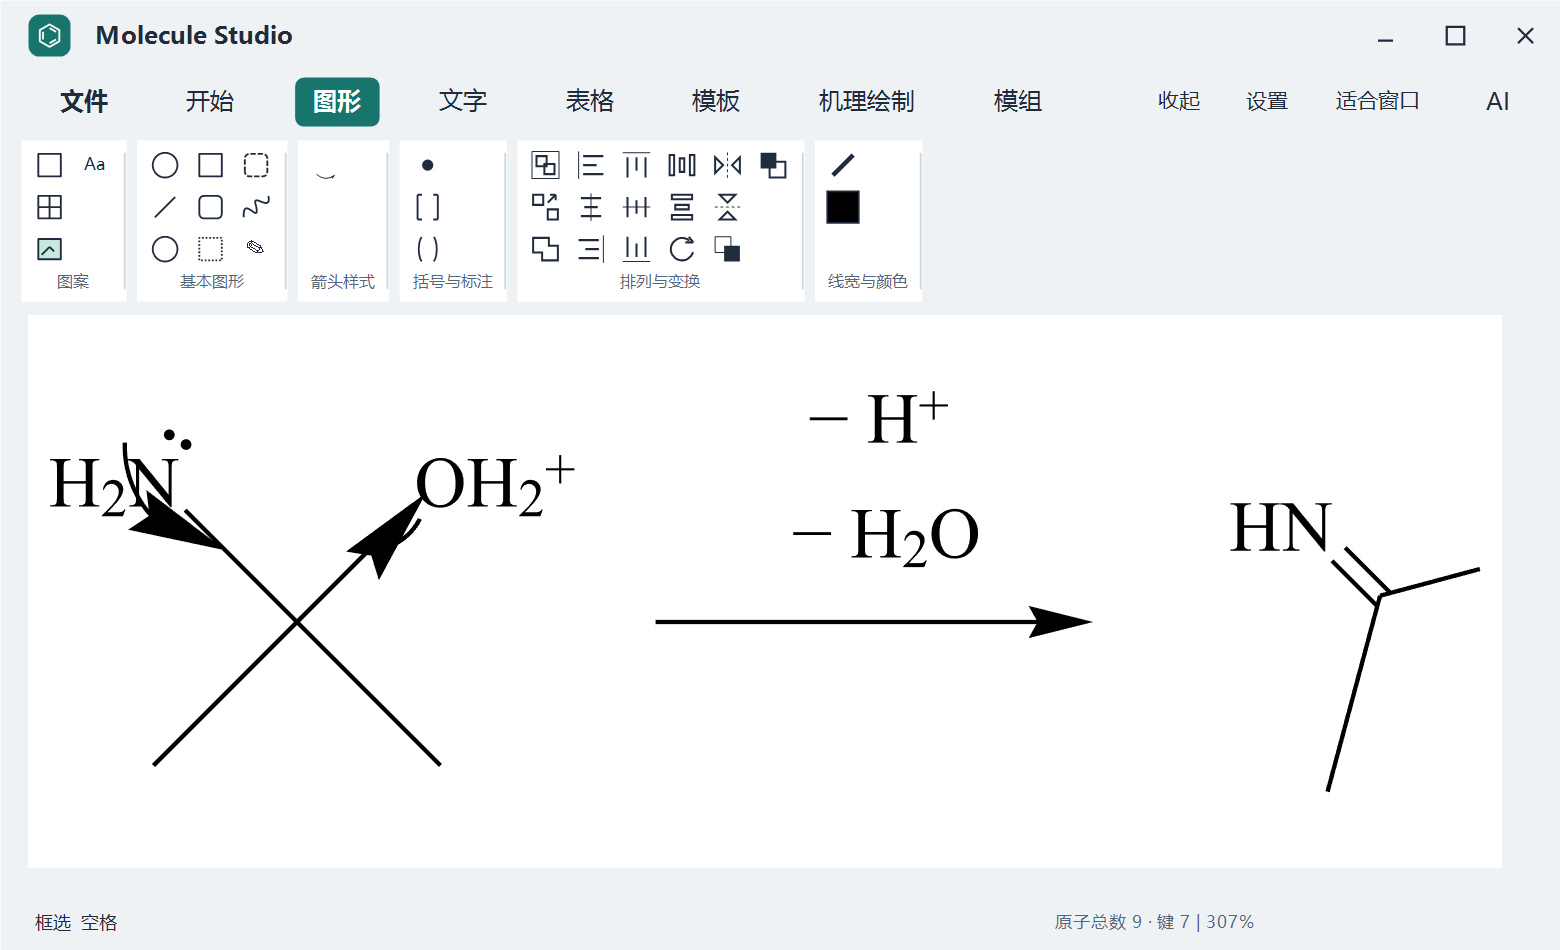 Molecule Studio
文件 开始 图形 文字 表格 模板 机理绘制 模组 收起 设置 适合窗口 AI
Aa
图案 基本图形 箭头样式 括号与标注 排列与变换 线宽与颜色
− H+
H2N OH2+
− H2O
HN
框选 空格 原子总数 9 · 键 7 | 307%